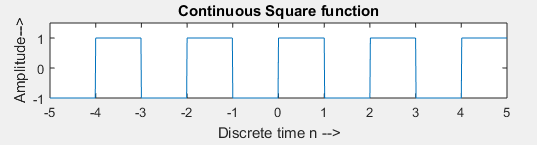 Continuous Square function
Amplitude-->
1
0
-1
-5 -4 -3 -2 -1 0 1 2 3 4 5
Discrete time n -->